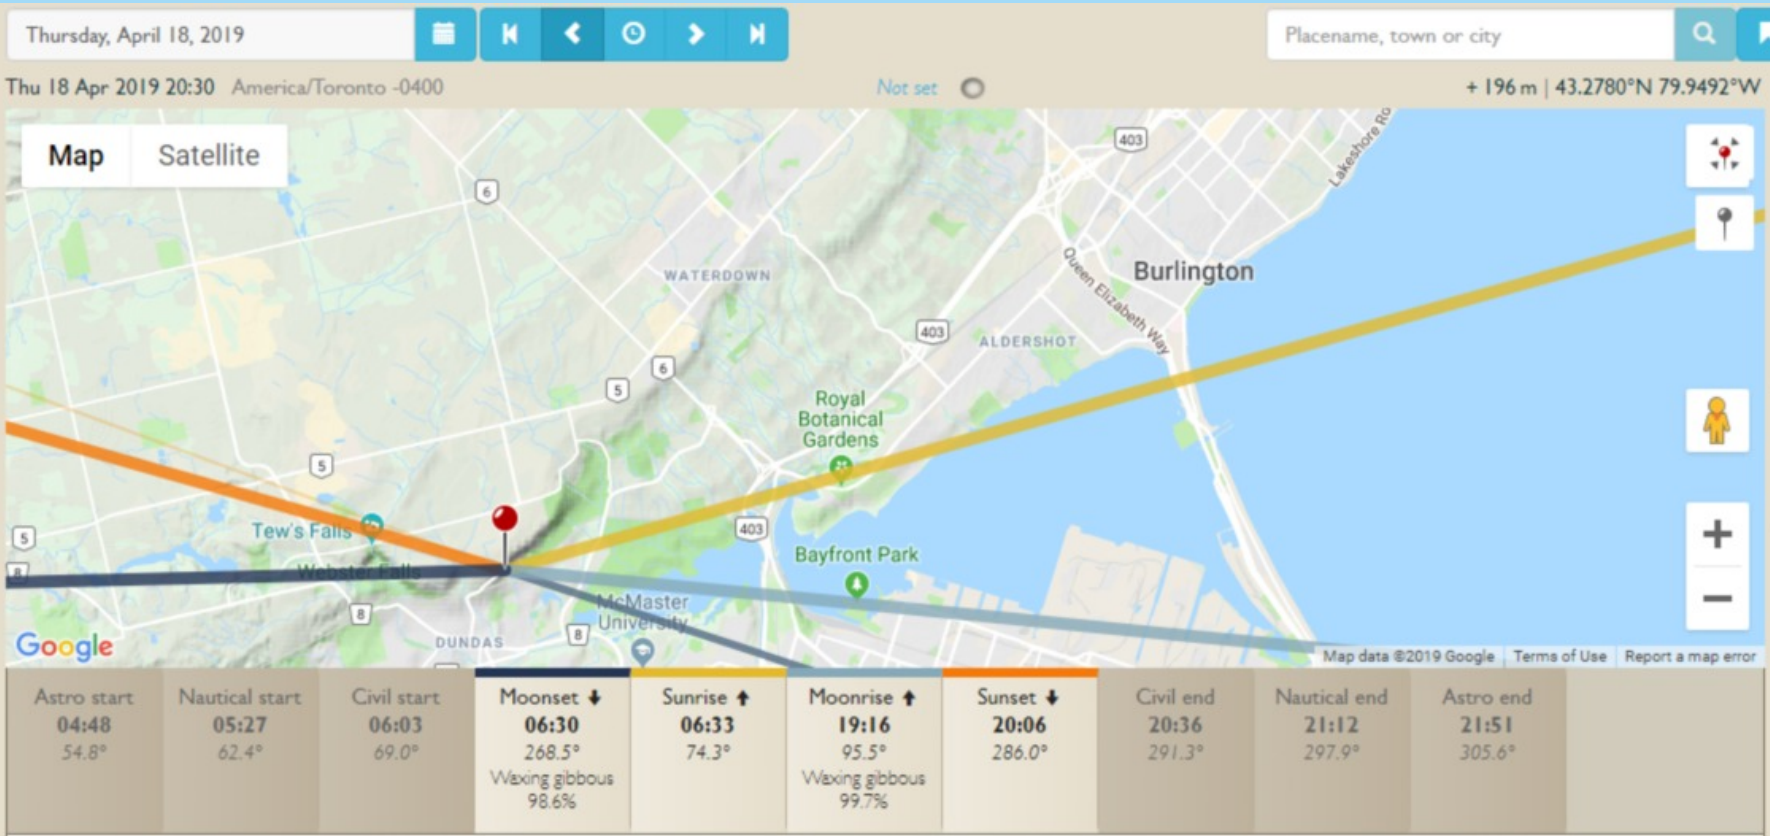 Thursday, April 18, 2019
Placename, town or city
Thu 18 Apr 2019 20:30 America/Toronto -0400
Not set
+ 196 m | 43.2780°N 79.9492°W
Map Satellite
403
Lakeshore Ro
6
WATERDOWN
Burlington
Queen Elizabeth Way
403
ALDERSHOT
6
5
Royal
Botanical
Gardens
5
Tew's Falls
403
5
8
Webster Falls
Bayfront Park
McMaster
University
8
8
DUNDAS
Google
Map data ©2019 Google Terms of Use Report a map error
Astro start
04:48
54.8°
Nautical start
05:27
62.4°
Civil start
06:03
69.0°
Moonset
06:30
268.5°
Waxing gibbous
98.6%
Sunrise
06:33
74.3°
Moonrise
19:16
95.5°
Waxing gibbous
99.7%
Sunset
20:06
286.0°
Civil end
20:36
291.3°
Nautical end
21:12
297.9°
Astro end
21:51
305.6°